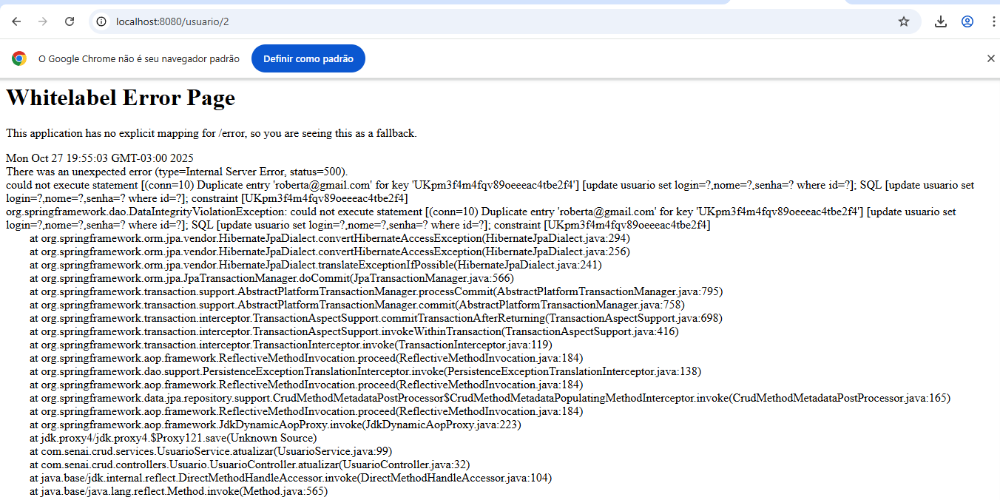 localhost:8080/usuario/2
O Google Chrome não é seu navegador padrão
Definir como padrão
Whitelabel Error Page
This application has no explicit mapping for /error, so you are seeing this as a fallback.
Mon Oct 27 19:55:03 GMT-03:00 2025
There was an unexpected error (type=Internal Server Error, status=500).
could not execute statement [(conn=10) Duplicate entry 'roberta@gmail.com' for key 'UKpm3f4m4fqv89oeeeac4tbe2f4'] [update usuario set login=?,nome=?,senha=? where id=?]; SQL [update usuario set
login=?,nome=?,senha=? where id=?]; constraint [UKpm3f4m4fqv89oeeeac4tbe2f4]
org.springframework.dao.DataIntegrityViolationException: could not execute statement [(conn=10) Duplicate entry 'roberta@gmail.com' for key 'UKpm3f4m4fqv89oeeeac4tbe2f4'] [update usuario set
login=?,nome=?,senha=? where id=?]; SQL [update usuario set login=?,nome=?,senha=? where id=?]; constraint [UKpm3f4m4fqv89oeeeac4tbe2f4]
at org.springframework.orm.jpa.vendor.HibernateJpaDialect.convertHibernateAccessException(HibernateJpaDialect.java:294)
at org.springframework.orm.jpa.vendor.HibernateJpaDialect.convertHibernateAccessException(HibernateJpaDialect.java:256)
at org.springframework.orm.jpa.vendor.HibernateJpaDialect.translateExceptionIfPossible(HibernateJpaDialect.java:241)
at org.springframework.orm.jpa.JpaTransactionManager.doCommit(JpaTransactionManager.java:566)
at org.springframework.transaction.support.AbstractPlatformTransactionManager.processCommit(AbstractPlatformTransactionManager.java:795)
at org.springframework.transaction.support.AbstractPlatformTransactionManager.commit(AbstractPlatformTransactionManager.java:758)
at org.springframework.transaction.interceptor.TransactionAspectSupport.commitTransactionAfterReturning(TransactionAspectSupport.java:698)
at org.springframework.transaction.interceptor.TransactionAspectSupport.invokeWithinTransaction(TransactionAspectSupport.java:416)
at org.springframework.transaction.interceptor.TransactionInterceptor.invoke(TransactionInterceptor.java:119)
at org.springframework.aop.framework.ReflectiveMethodInvocation.proceed(ReflectiveMethodInvocation.java:184)
at org.springframework.dao.support.PersistenceExceptionTranslationInterceptor.invoke(PersistenceExceptionTranslationInterceptor.java:138)
at org.springframework.aop.framework.ReflectiveMethodInvocation.proceed(ReflectiveMethodInvocation.java:184)
at org.springframework.data.jpa.repository.support.CrudMethodMetadataPostProcessor$CrudMethodMetadataPopulatingMethodInterceptor.invoke(CrudMethodMetadataPostProcessor.java:165)
at org.springframework.aop.framework.ReflectiveMethodInvocation.proceed(ReflectiveMethodInvocation.java:184)
at org.springframework.aop.framework.JdkDynamicAopProxy.invoke(JdkDynamicAopProxy.java:223)
at jdk.proxy4/jdk.proxy4.$Proxy121.save(Unknown Source)
at com.senai.crud.services.UsuarioService.atualizar(UsuarioService.java:99)
at com.senai.crud.controllers.Usuario.UsuarioController.atualizar(UsuarioController.java:32)
at java.base/jdk.internal.reflect.DirectMethodHandleAccessor.invoke(DirectMethodHandleAccessor.java:104)
at java.base/java.lang.reflect.Method.invoke(Method.java:565)